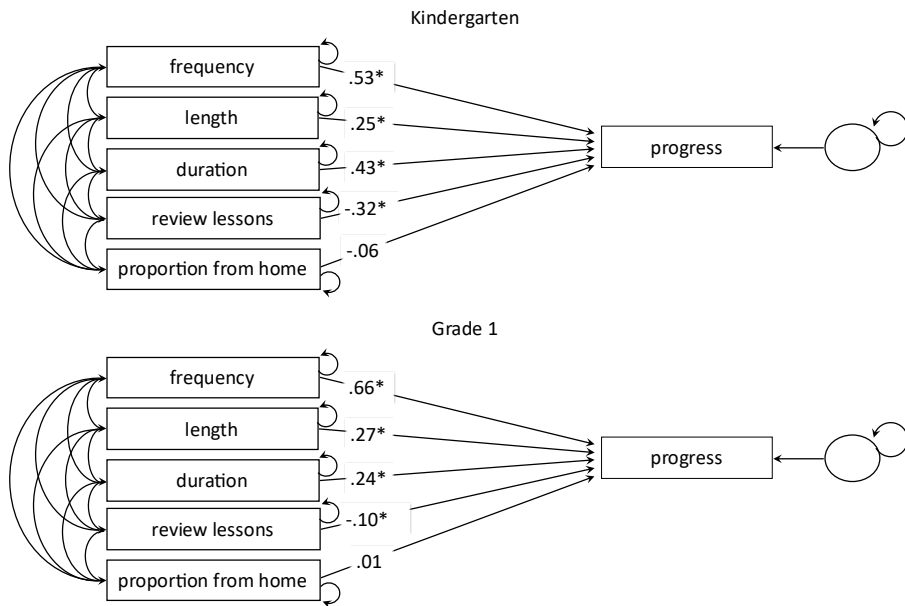 Kindergarten
frequency
.53*
length
.25*
progress
duration
.43*
review lessons
-.32*
proportion from home
-.06
Grade 1
frequency
.66*
length
.27*
progress
duration
.24*
review lessons
-.10*
proportion from home
.01